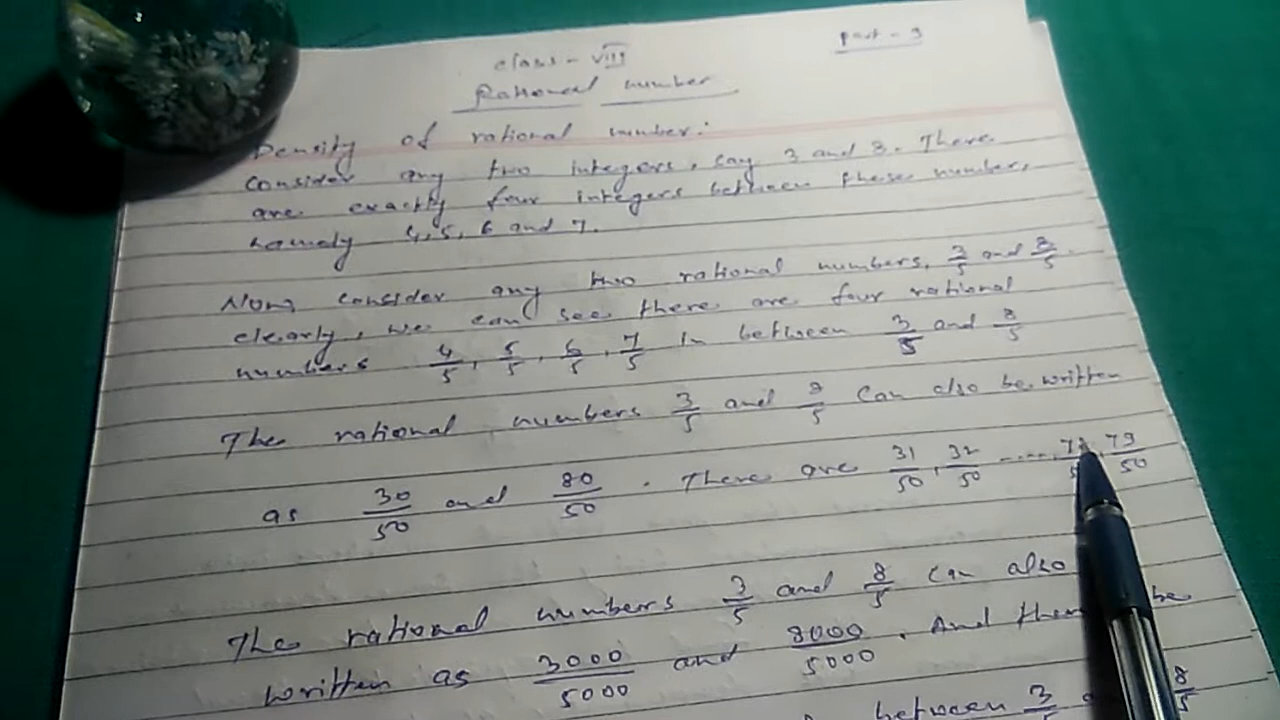 class - VIII
part - 3
Rational number
Density of rational number:
Consider any two integers, say 3 and 8. There
are exactly four integers between these number,
namely 4, 5, 6 and 7.
Now, consider any two rational numbers, 3/5 and 8/5.
clearly, we can see there are four rational
numbers 4/5, 5/5, 6/5, 7/5 in between 3/5 and 8/5
The rational numbers 3/5 and 8/5 can also be written
as 30/50 and 80/50. There are 31/50, 32/50 ...... 79/50
The rational numbers 3/5 and 8/5 can also be
written as 3000/5000 and 8000/5000. And
between 3/5 8/5